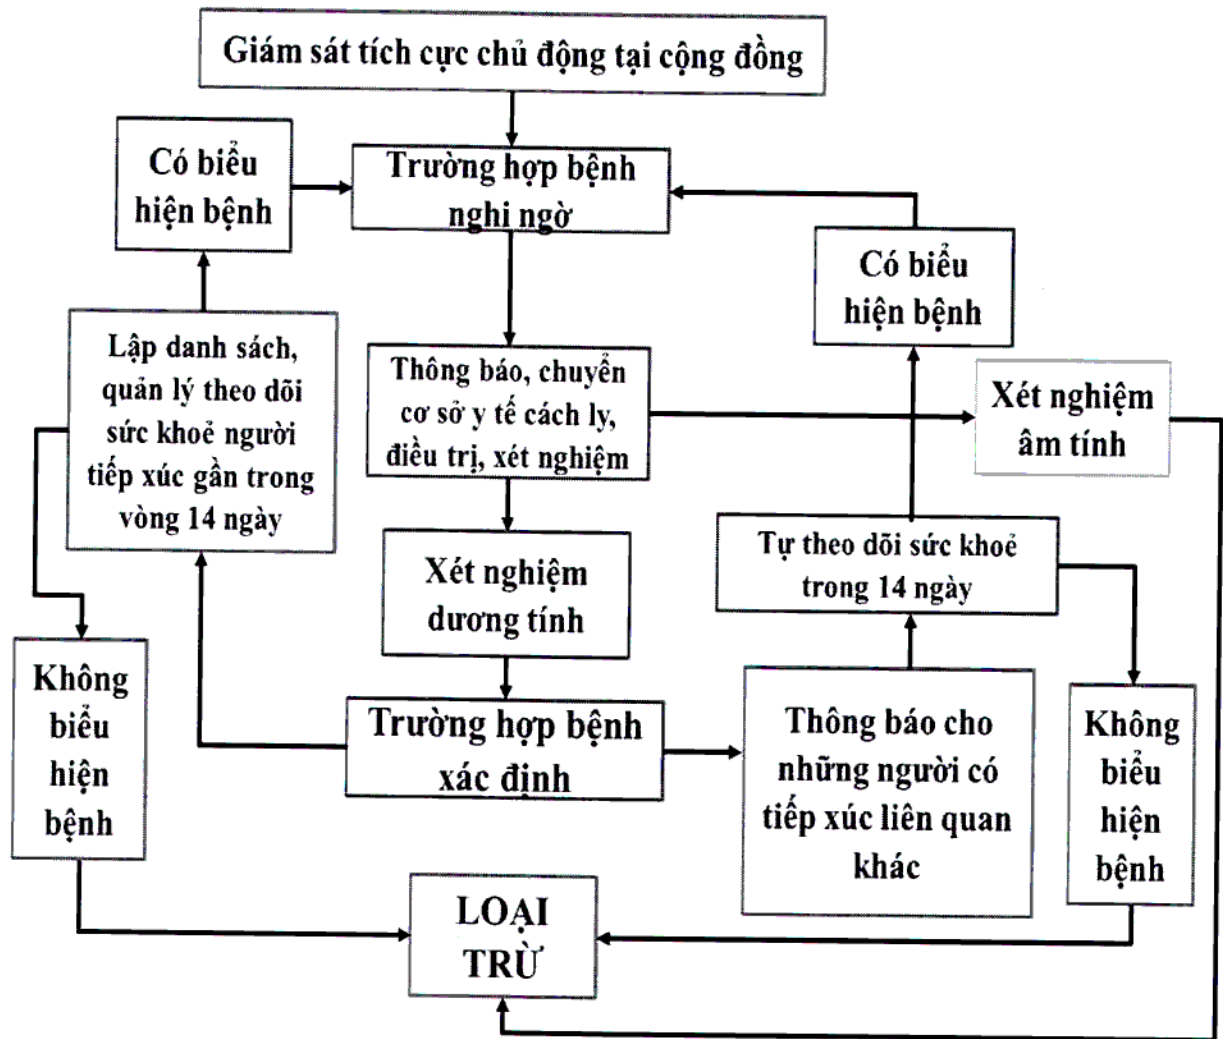 Giám sát tích cực chủ động tại cộng đồng
Có biểu
hiện bệnh
Trường hợp bệnh
nghi ngờ
Có biểu
hiện bệnh
Lập danh sách,
quản lý theo dõi
sức khoẻ người
tiếp xúc gần trong
vòng 14 ngày
Thông báo, chuyển
cơ sở y tế cách ly,
điều trị, xét nghiệm
Xét nghiệm
âm tính
Xét nghiệm
dương tính
Tự theo dõi sức khoẻ
trong 14 ngày
Không
biểu
hiện
bệnh
Trường hợp bệnh
xác định
Thông báo cho
những người có
tiếp xúc liên quan
khác
Không
biểu
hiện
bệnh
LOẠI
TRỪ